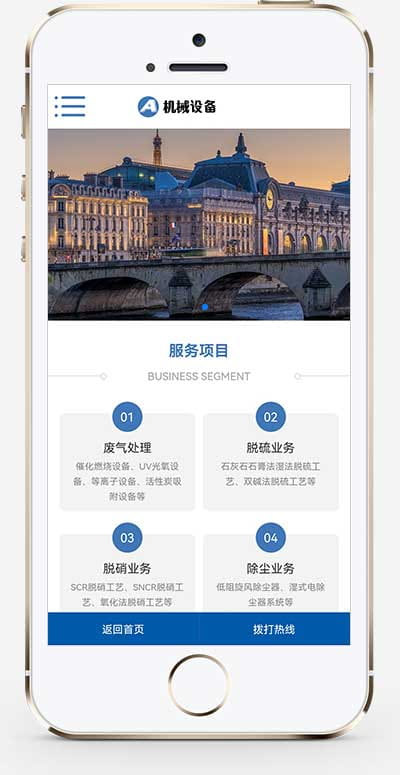 机械设备
服务项目
BUSINESS SEGMENT
01
废气处理
催化燃烧设备、UV光氧设
备、等离子设备、活性炭吸
附设备等
02
脱硫业务
石灰石石膏法湿法脱硫工
艺、双碱法脱硫工艺等
03
脱硝业务
SCR脱硝工艺、SNCR脱硝工
艺、氧化法脱硝工艺等
04
除尘业务
低阻旋风除尘器、湿式电除
尘器系统等
返回首页
拨打热线